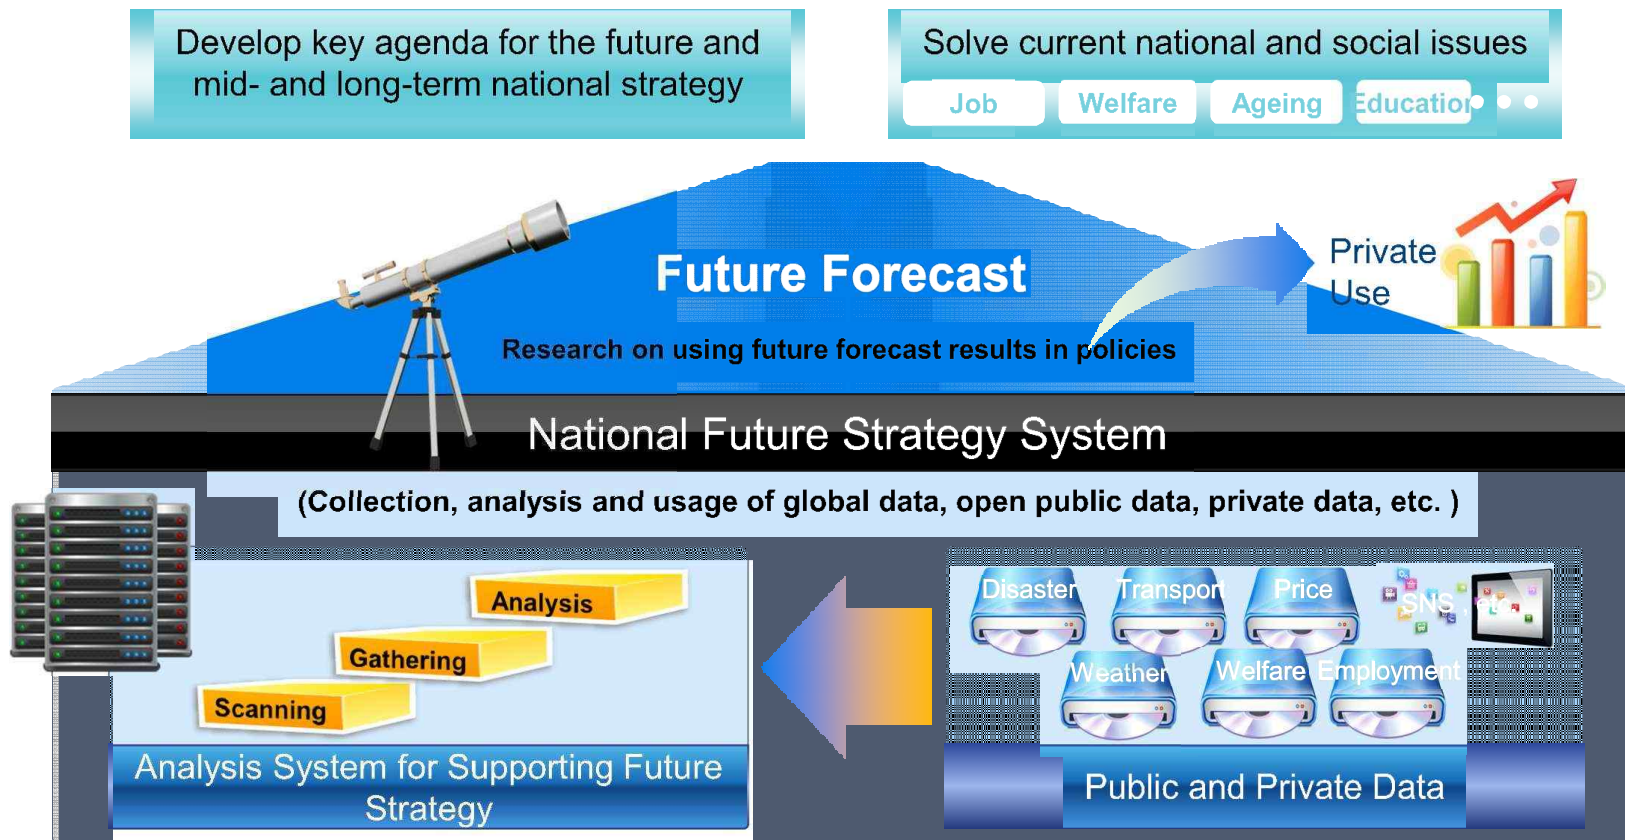 Develop key agenda for the future and
mid- and long-term national strategy
Solve current national and social issues
Job
Welfare
Ageing
Education
Future Forecast
Research on using future forecast results in policies
Private
Use
National Future Strategy System
(Collection, analysis and usage of global data, open public data, private data, etc. )
Analysis
Gathering
Scanning
Analysis System for Supporting Future
Strategy
Disaster
Transport
Price
SNS , etc
Weather
Welfare
Employment
Public and Private Data